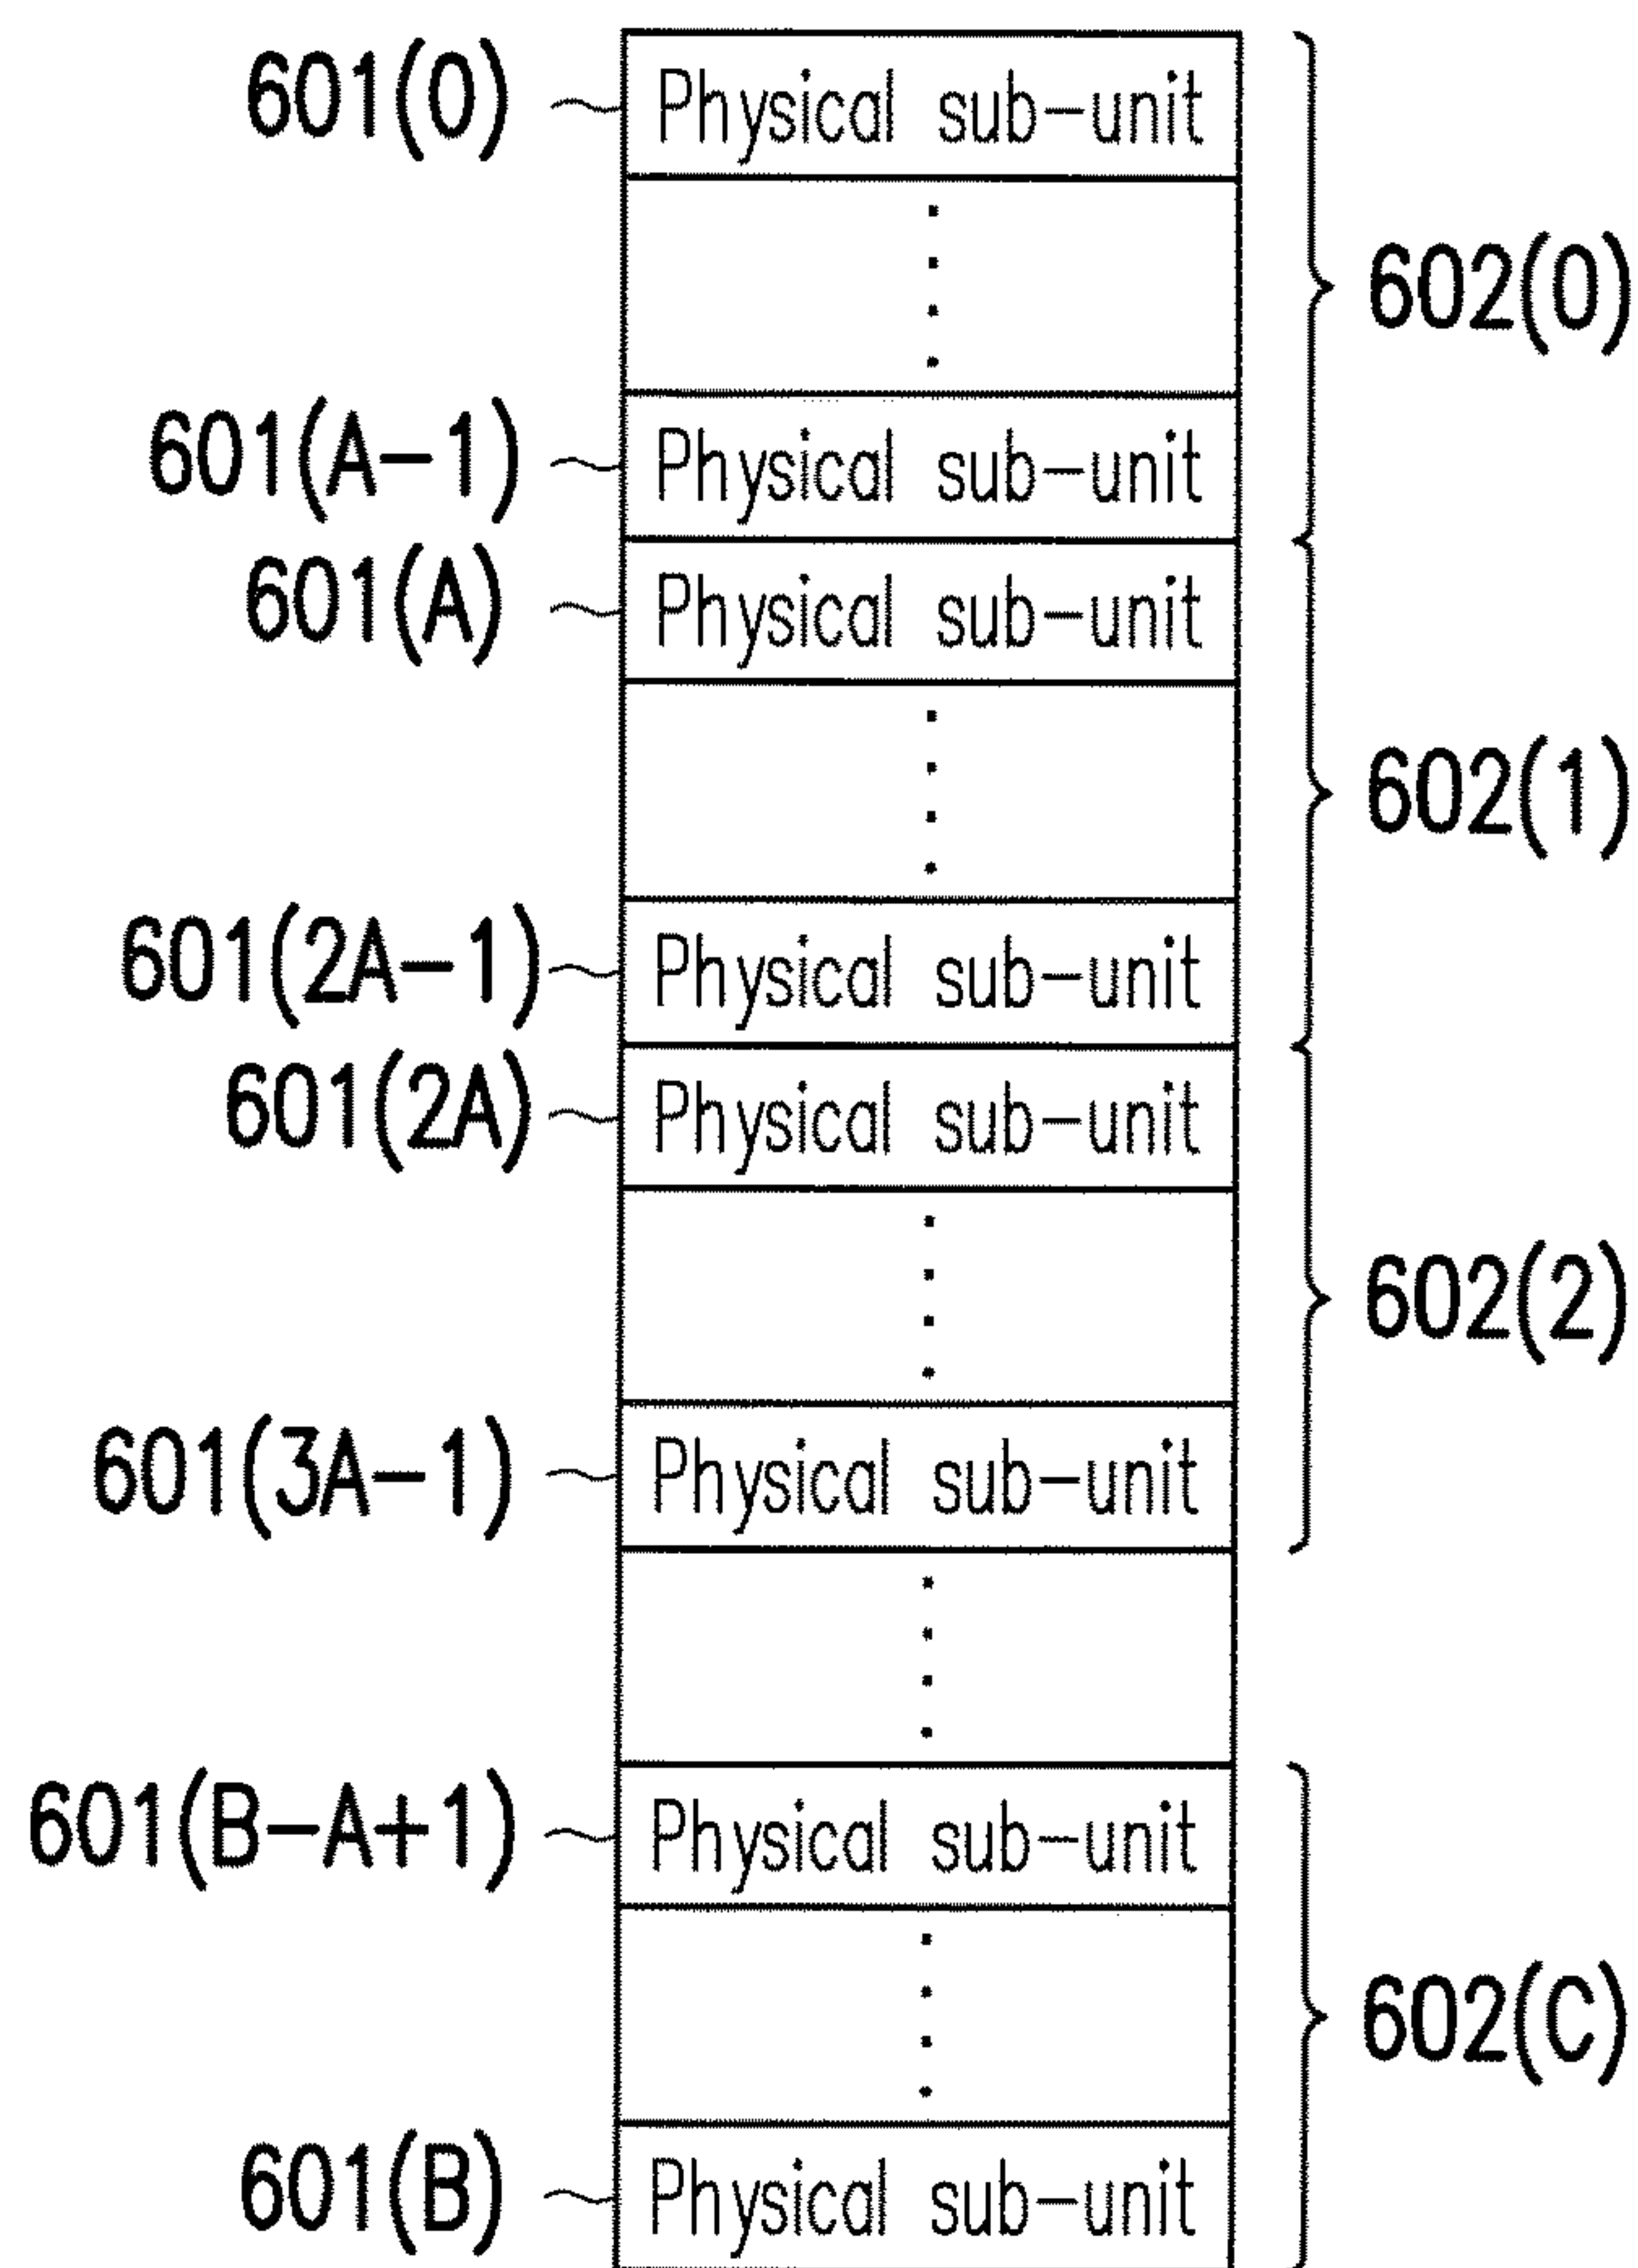 601(0) Physical sub-unit
602(0)
601(A-1) Physical sub-unit
601(A) Physical sub-unit
602(1)
601(2A-1) Physical sub-unit
601(2A) Physical sub-unit
602(2)
601(3A-1) Physical sub-unit
601(B-A+1) Physical sub-unit
602(C)
601(B) Physical sub-unit